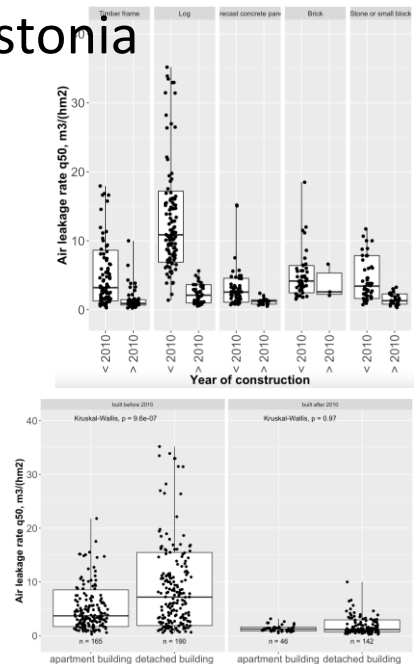 stonia
Timber frame
Log
recast concrete pane
Brick
Stone or small block
Air leakage rate q50, m3/(hm2)
30
20
10
0
< 2010
> 2010
< 2010
> 2010
< 2010
> 2010
< 2010
> 2010
< 2010
> 2010
Year of construction
built before 2010
built after 2010
Kruskal-Wallis, p = 9.6e-07
Kruskal-Wallis, p = 0.97
Air leakage rate q50, m3/(hm2)
40
30
20
10
0
n = 165
n = 190
n = 46
n = 142
apartment building
detached building
apartment building
detached building